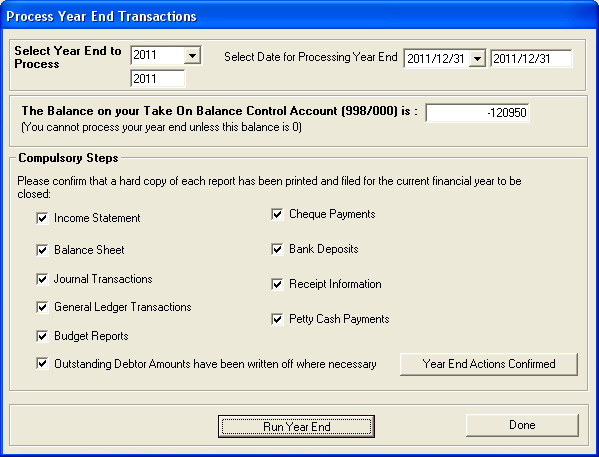 Process Year End Transactions
Select Year End to
Process
2011
2011
Select Date for Processing Year End
2011/12/31
2011/12/31
The Balance on your Take On Balance Control Account (998/000) is :
-120950
(You cannot process your year end unless this balance is 0)
Compulsory Steps
Please confirm that a hard copy of each report has been printed and filed for the current financial year to be
closed:
Income Statement
Cheque Payments
Balance Sheet
Bank Deposits
Journal Transactions
Receipt Information
General Ledger Transactions
Petty Cash Payments
Budget Reports
Outstanding Debtor Amounts have been written off where necessary
Year End Actions Confirmed
Run Year End
Done